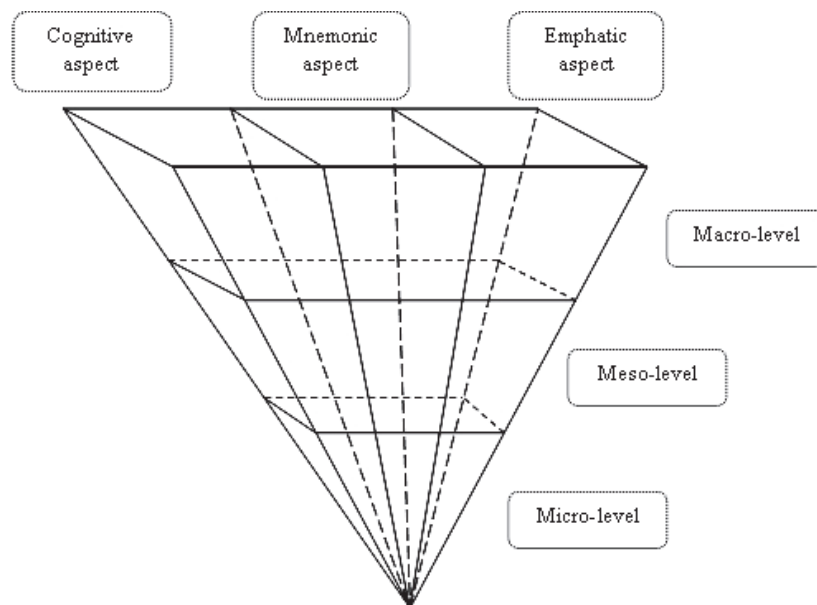 Cognitive
aspect
Mnemonic
aspect
Emphatic
aspect
Macro-level
Meso-level
Micro-level